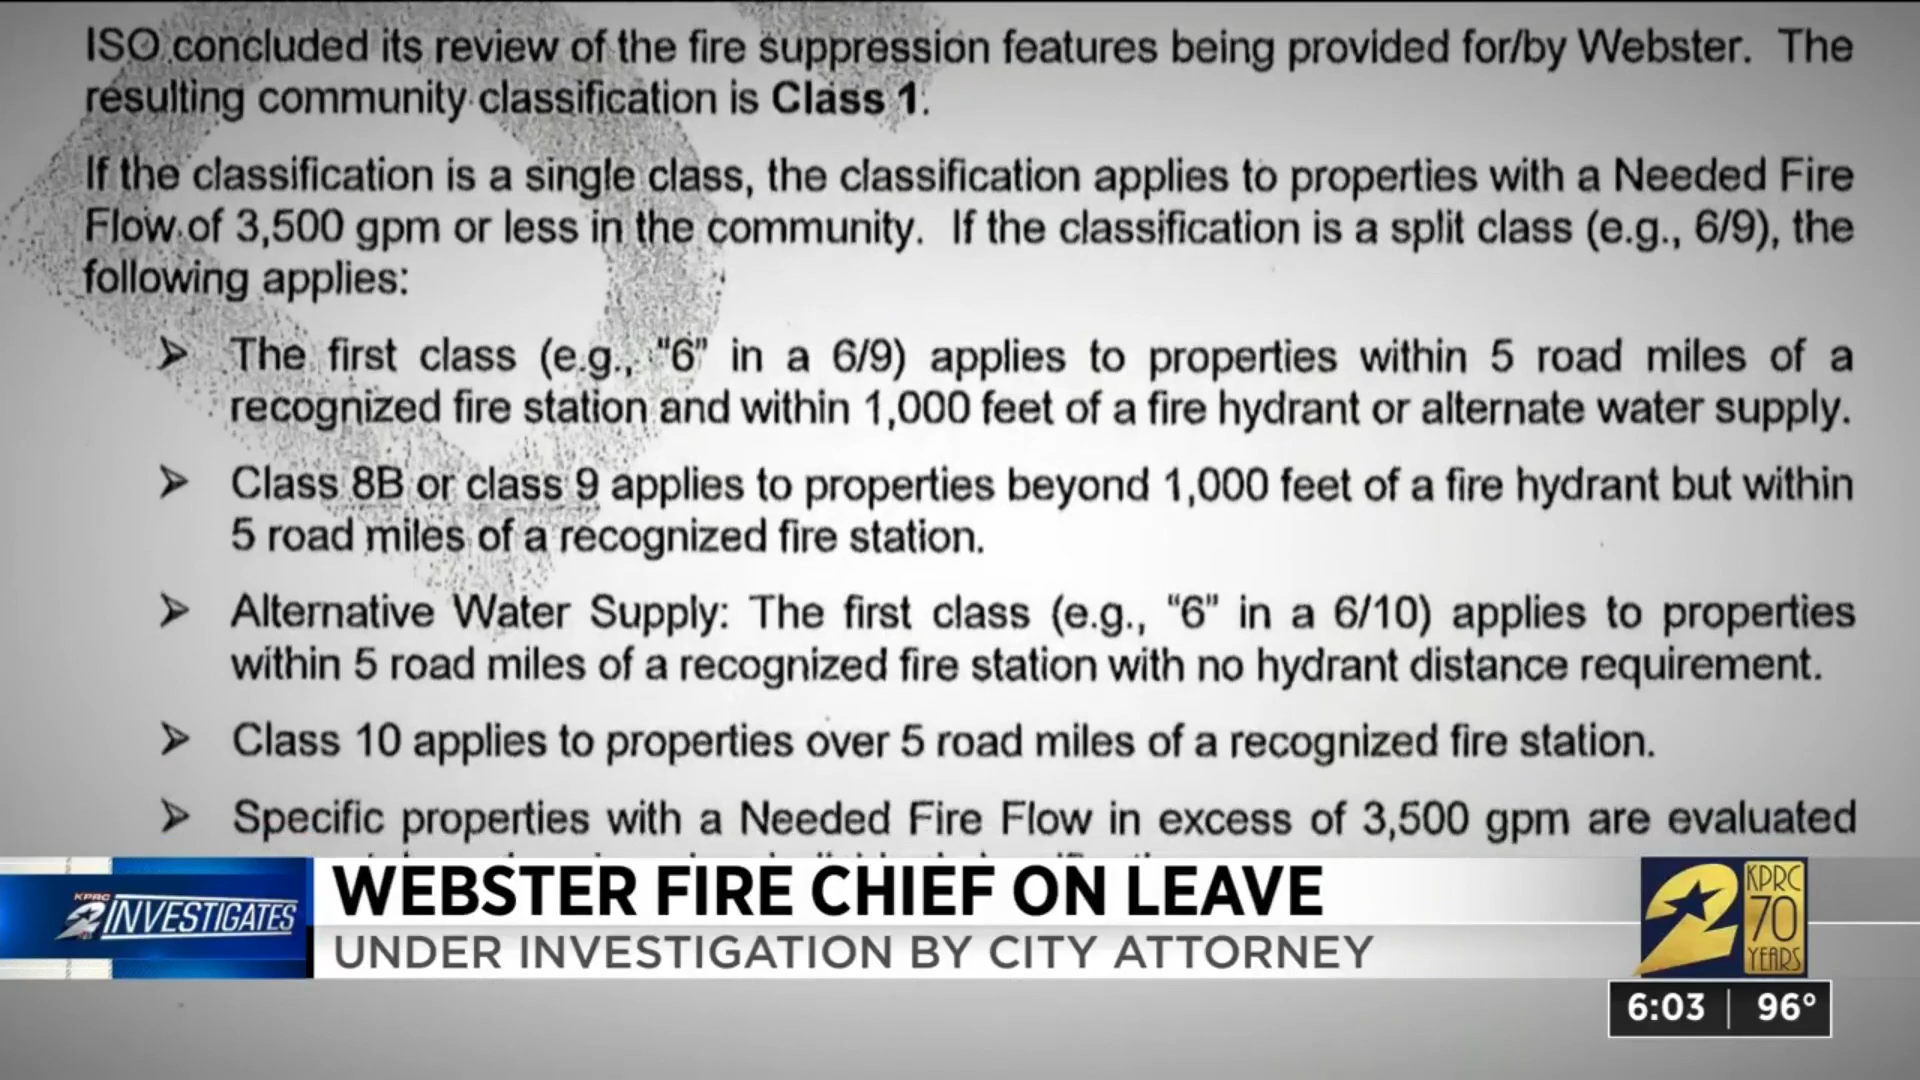 ISO concluded its review of the fire suppression features being provided for/by Webster. The
resulting community classification is Class 1.
If the classification is a single class, the classification applies to properties with a Needed Fire
Flow of 3,500 gpm or less in the community. If the classification is a split class (e.g., 6/9), the
following applies:
➢ The first class (e.g., “6” in a 6/9) applies to properties within 5 road miles of a
recognized fire station and within 1,000 feet of a fire hydrant or alternate water supply.
➢ Class 8B or class 9 applies to properties beyond 1,000 feet of a fire hydrant but within
5 road miles of a recognized fire station.
➢ Alternative Water Supply: The first class (e.g., “6” in a 6/10) applies to properties
within 5 road miles of a recognized fire station with no hydrant distance requirement.
➢ Class 10 applies to properties over 5 road miles of a recognized fire station.
➢ Specific properties with a Needed Fire Flow in excess of 3,500 gpm are evaluated
KPRC
2 INVESTIGATES
WEBSTER FIRE CHIEF ON LEAVE
UNDER INVESTIGATION BY CITY ATTORNEY
2
KPRC
70
YEARS
6:03 | 96°